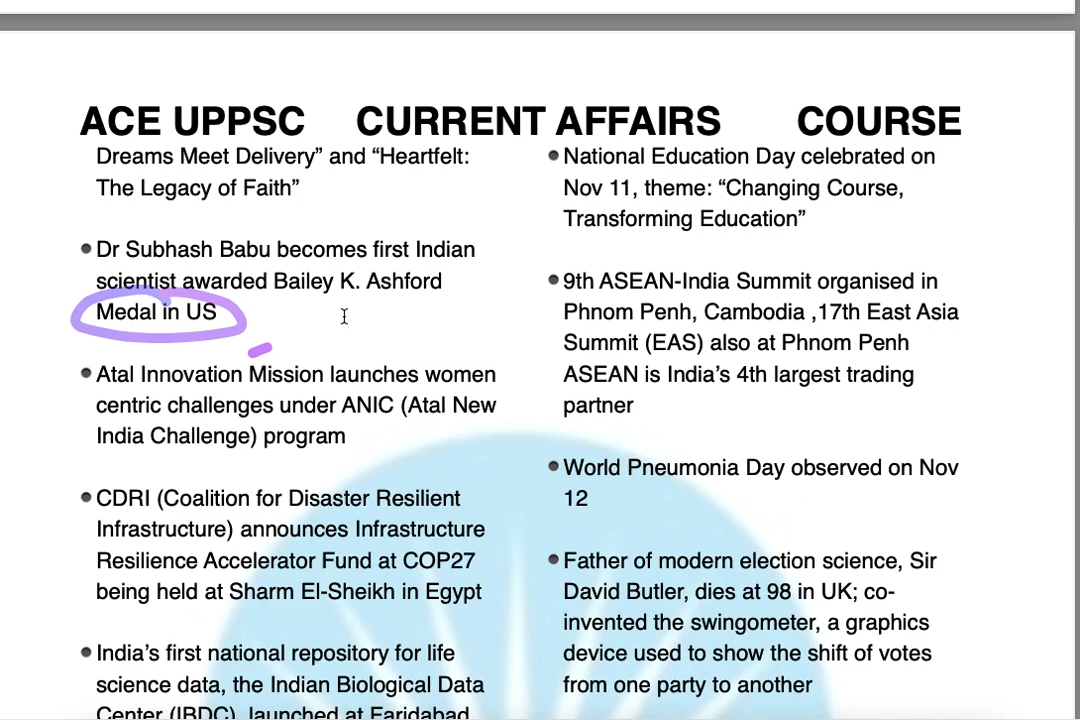 ACE UPPSC CURRENT AFFAIRS COURSE
Dreams Meet Delivery” and “Heartfelt:
The Legacy of Faith”
Dr Subhash Babu becomes first Indian
scientist awarded Bailey K. Ashford
Medal in US
Atal Innovation Mission launches women
centric challenges under ANIC (Atal New
India Challenge) program
CDRI (Coalition for Disaster Resilient
Infrastructure) announces Infrastructure
Resilience Accelerator Fund at COP27
being held at Sharm El-Sheikh in Egypt
India’s first national repository for life
science data, the Indian Biological Data
Center (IBDC), launched at Faridabad,
National Education Day celebrated on
Nov 11, theme: “Changing Course,
Transforming Education”
9th ASEAN-India Summit organised in
Phnom Penh, Cambodia ,17th East Asia
Summit (EAS) also at Phnom Penh
ASEAN is India’s 4th largest trading
partner
World Pneumonia Day observed on Nov
12
Father of modern election science, Sir
David Butler, dies at 98 in UK; co-
invented the swingometer, a graphics
device used to show the shift of votes
from one party to another